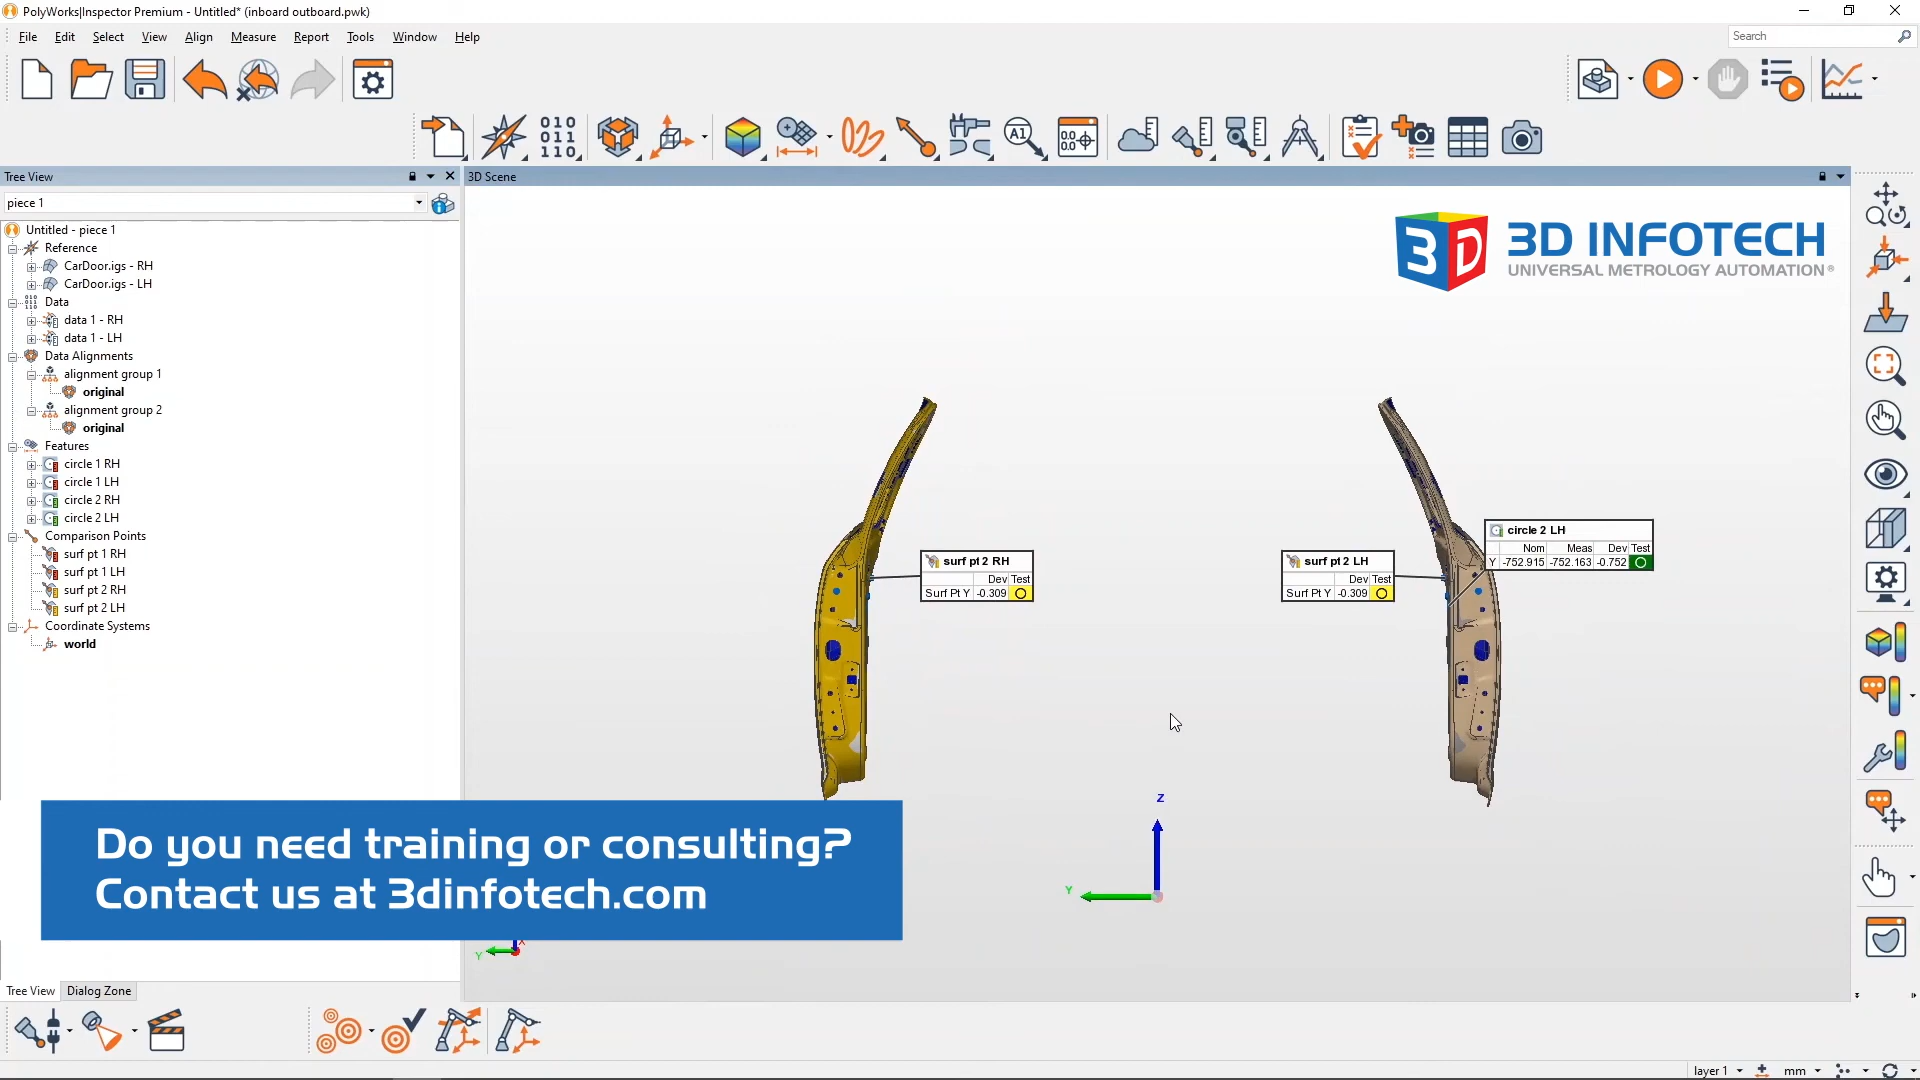 PolyWorks|Inspector Premium - Untitled* (inboard outboard.pwk)
File Edit Select View Align Measure Report Tools Window Help
Search
010
110
A1
0.00
Tree View
3D Scene
piece 1
Untitled - piece 1
Reference
CarDoor.igs - RH
CarDoor.igs - LH
Data
data 1 - RH
data 1 - LH
Data Alignments
alignment group 1
original
alignment group 2
original
Features
circle 1 RH
circle 1 LH
circle 2 RH
circle 2 LH
Comparison Points
surf pt 1 RH
surf pt 1 LH
surf pt 2 RH
surf pt 2 LH
Coordinate Systems
world
3D 3D INFOTECH
UNIVERSAL METROLOGY AUTOMATION®
surf pt 2 RH
Dev Test
Surf Pt Y -0.309
surf pt 2 LH
Dev Test
Surf Pt Y -0.309
circle 2 LH
Nom Meas Dev Test
Y -752.915 -752.163 -0.752
Z
Y
X
Y
Do you need training or consulting?
Contact us at 3dinfotech.com
Tree View Dialog Zone
layer 1 mm